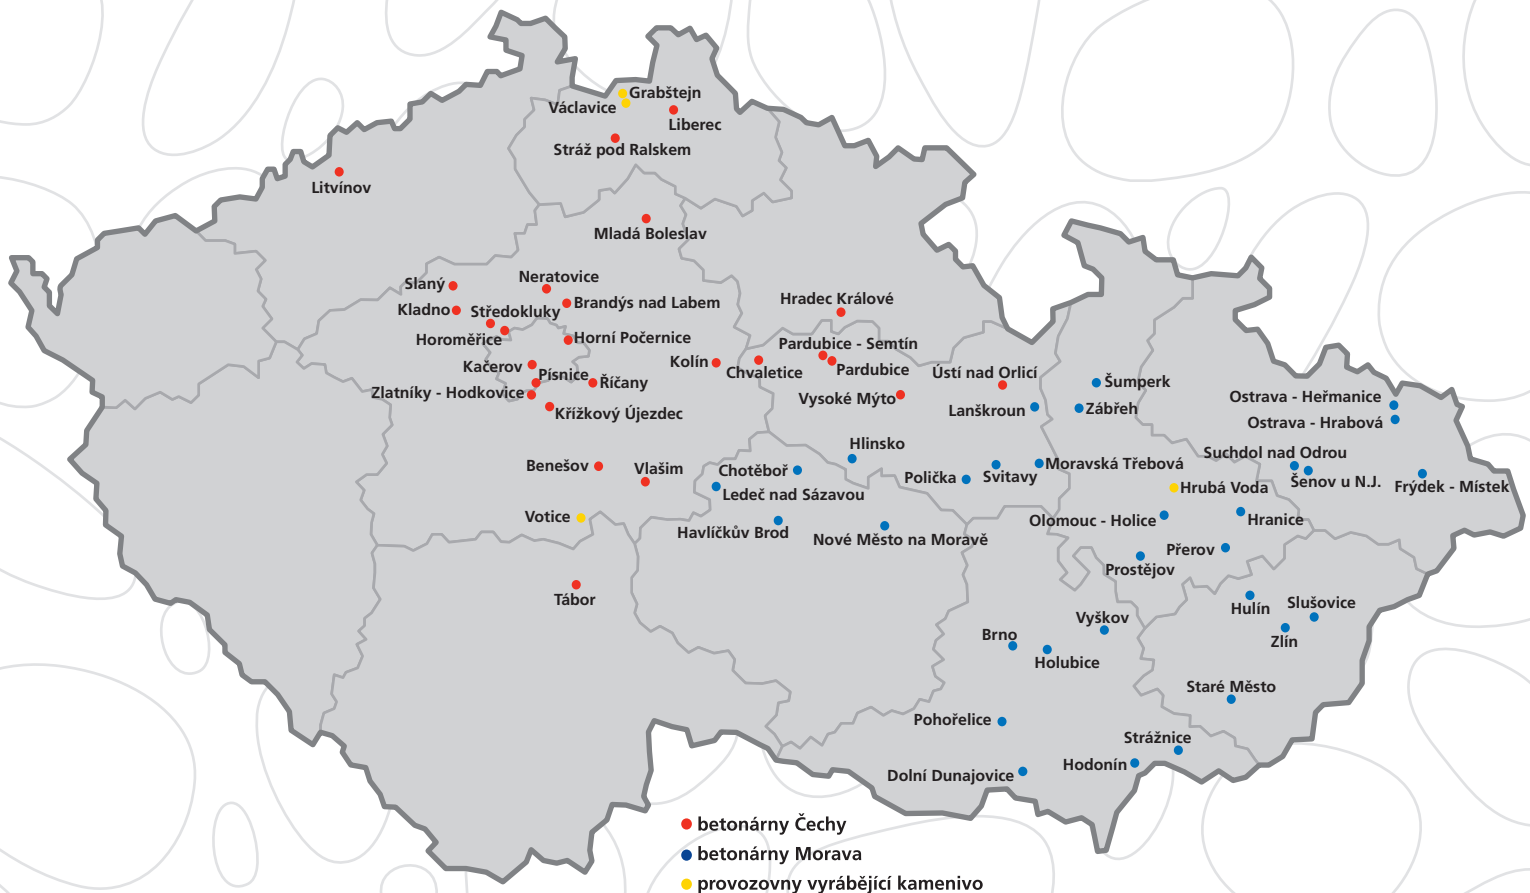 Grabštejn
Václavice
Liberec
Stráž pod Ralskem
Litvínov
Mladá Boleslav
Neratovice
Slaný
Brandýs nad Labem
Hradec Králové
Kladno
Středokluky
Horoměřice
Horní Počernice
Pardubice - Semtín
Kolín
Kačerov
Chvaletice
Pardubice
Ústí nad Orlicí
Písnice
Říčany
Šumperk
Zlatníky - Hodkovice
Vysoké Mýto
Ostrava - Heřmanice
Křížkový Újezdec
Lanškroun
Zábřeh
Ostrava - Hrabová
Hlinsko
Suchdol nad Odrou
Benešov
Vlašim
Chotěboř
Moravská Třebová
Polička
Svitavy
Šenov u N.J.
Frýdek - Místek
Hrubá Voda
Ledeč nad Sázavou
Votice
Olomouc - Holice
Hranice
Havlíčkův Brod
Nové Město na Moravě
Přerov
Prostějov
Tábor
Hulín
Slušovice
Vyškov
Brno
Zlín
Holubice
Staré Město
Pohořelice
Strážnice
Hodonín
Dolní Dunajovice
betonárny Čechy
betonárny Morava
provozovny vyrábějící kamenivo